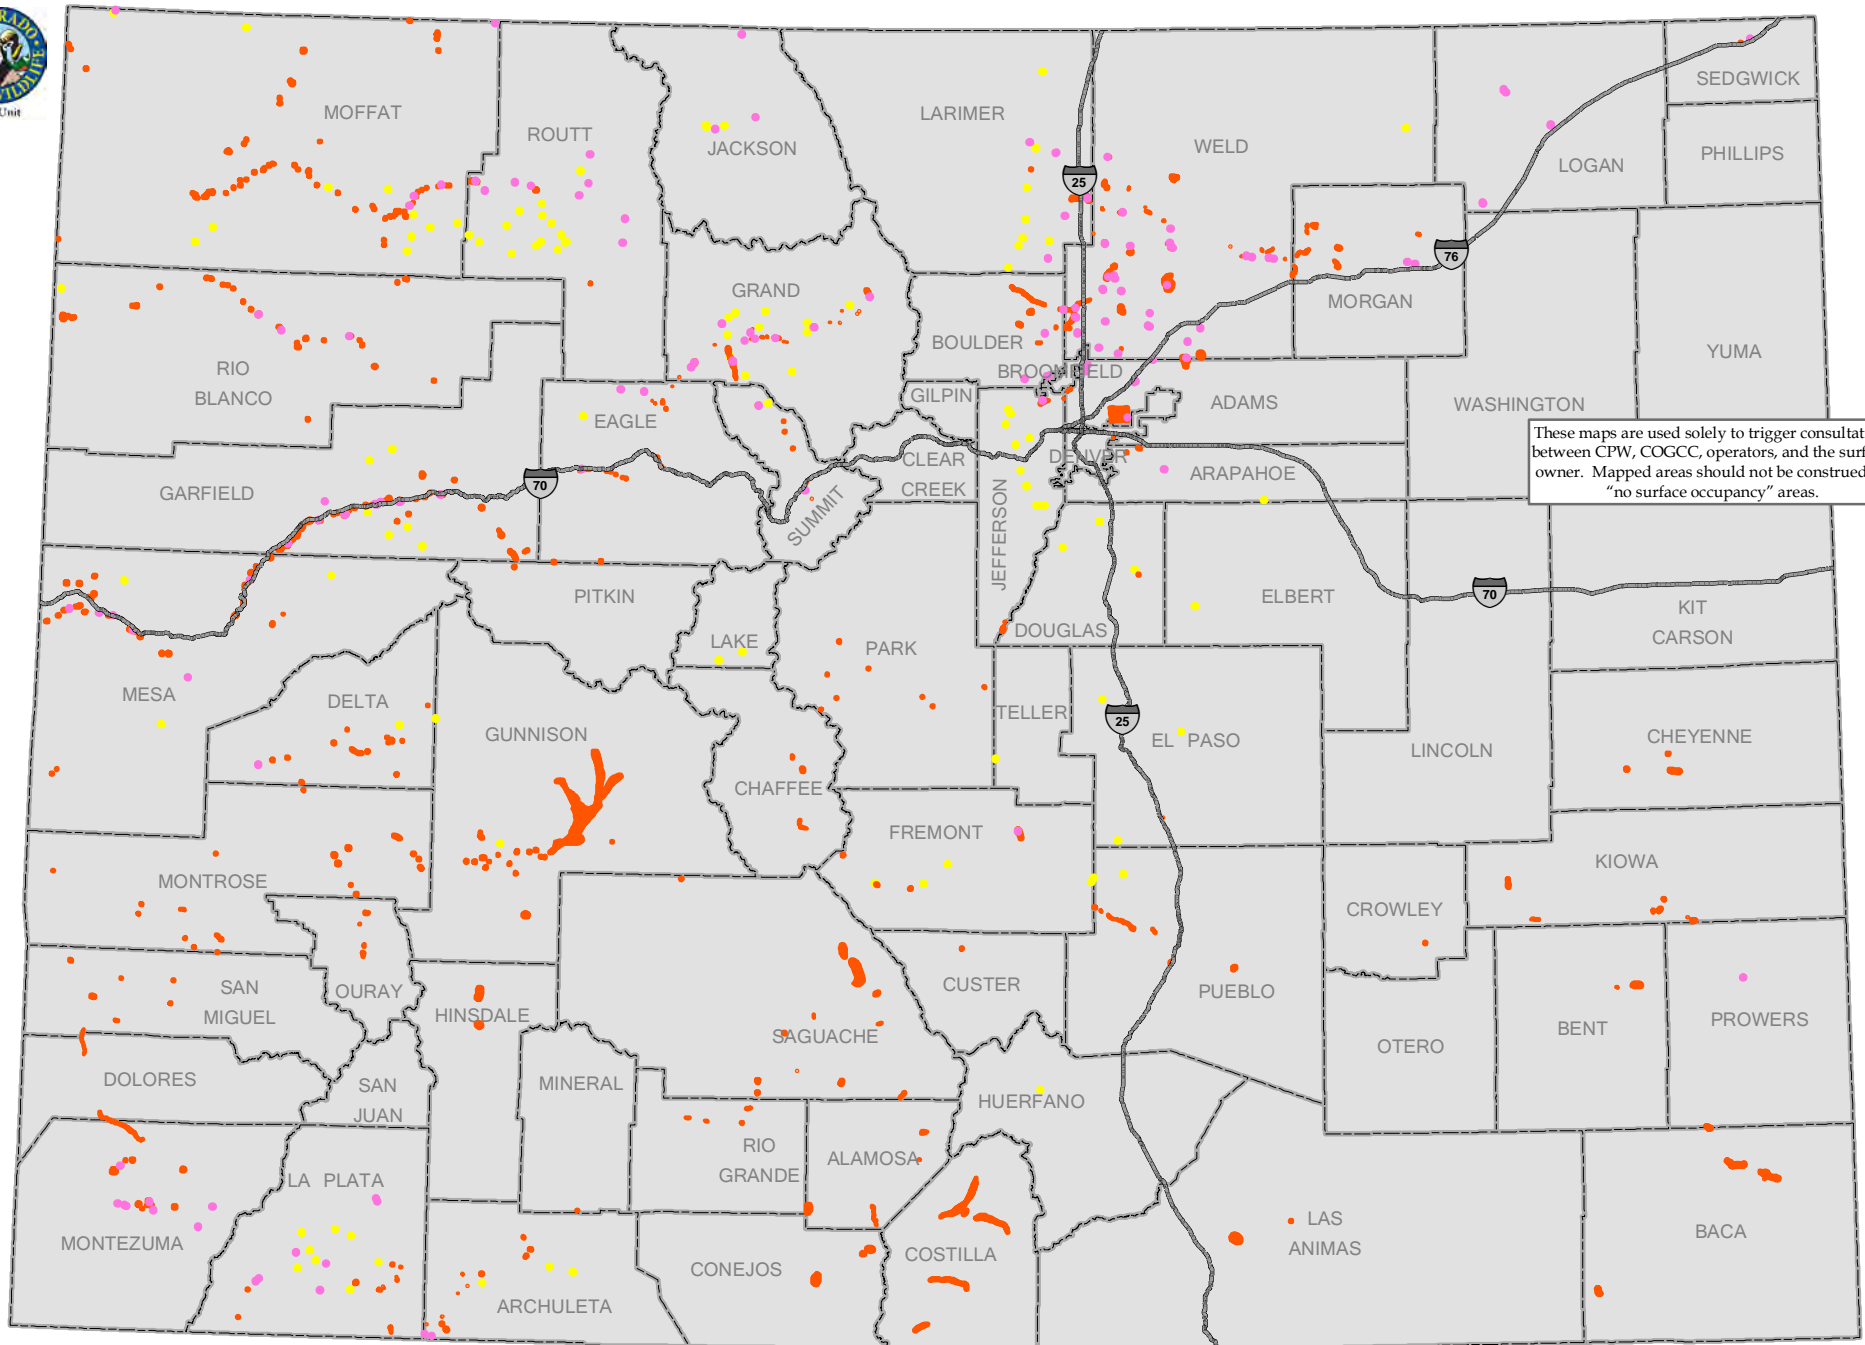 RADO
WILDLIFE
Unit
SEDGWICK
MOFFAT
LARIMER
ROUTT
JACKSON
WELD
PHILLIPS
LOGAN
25
76
GRAND
MORGAN
BOULDER
YUMA
RIO
BLANCO
BROOMFIELD
GILPIN
ADAMS
WASHINGTON
EAGLE
These maps are used solely to trigger consultat
between CPW, COGCC, operators, and the surf
owner. Mapped areas should not be construed
“no surface occupancy” areas.
CLEAR
CREEK
DENVER
ARAPAHOE
GARFIELD
70
SUMMIT
JEFFERSON
PITKIN
ELBERT
70
KIT
CARSON
LAKE
PARK
DOUGLAS
MESA
DELTA
TELLER
25
GUNNISON
EL PASO
LINCOLN
CHEYENNE
CHAFFEE
FREMONT
KIOWA
MONTROSE
CROWLEY
SAN
MIGUEL
OURAY
CUSTER
PUEBLO
HINSDALE
SAGUACHE
BENT
PROWERS
OTERO
DOLORES
SAN
JUAN
MINERAL
HUERFANO
RIO
GRANDE
ALAMOSA
LA PLATA
LAS
ANIMAS
MONTEZUMA
BACA
COSTILLA
CONEJOS
ARCHULETA